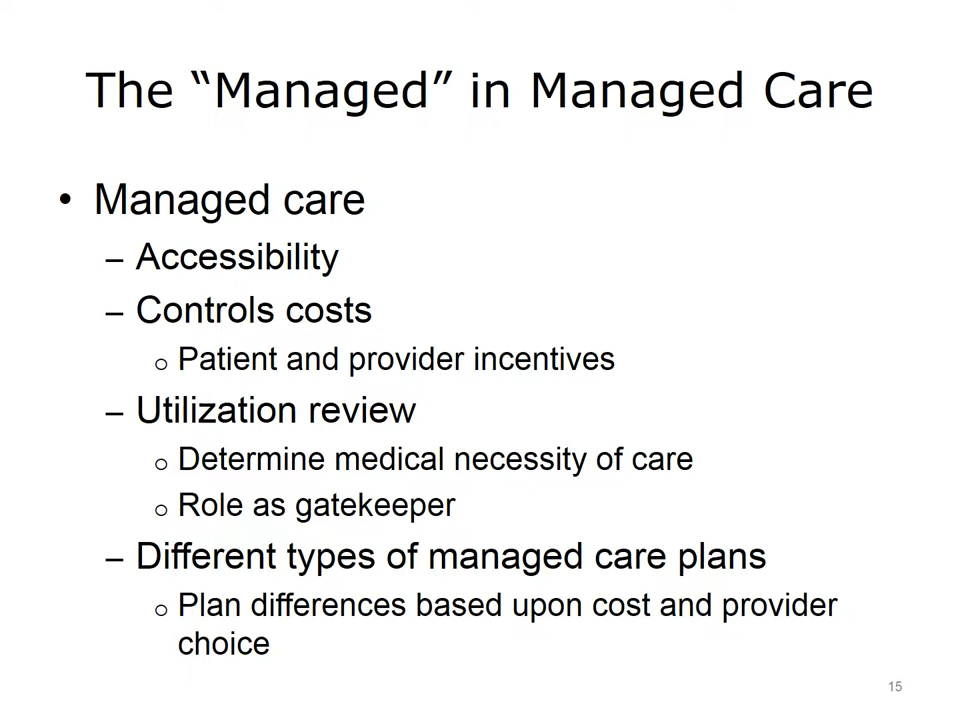 The “Managed” in Managed Care
• Managed care
– Accessibility
– Controls costs
o Patient and provider incentives
– Utilization review
o Determine medical necessity of care
o Role as gatekeeper
– Different types of managed care plans
o Plan differences based upon cost and provider
choice
15